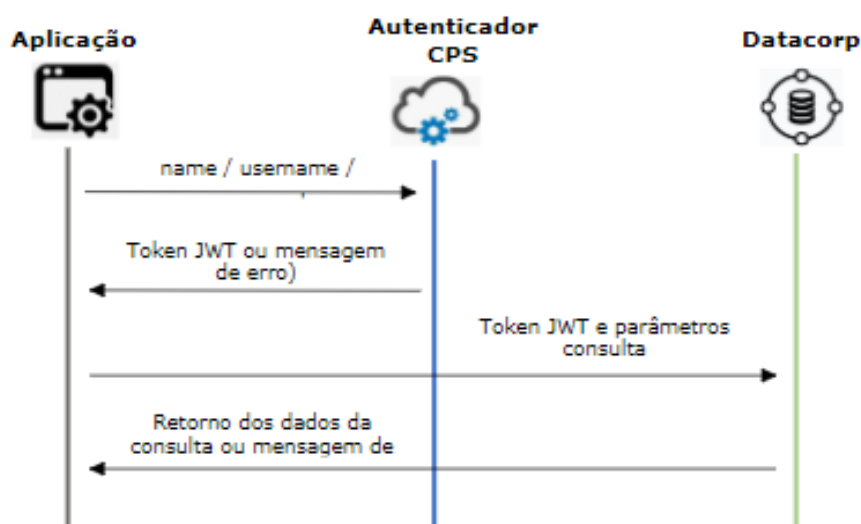 Aplicação
Autenticador
CPS
Datacorp
name / username /
Token JWT ou mensagem
de erro)
Token JWT e parâmetros
consulta
Retorno dos dados da
consulta ou mensagem de